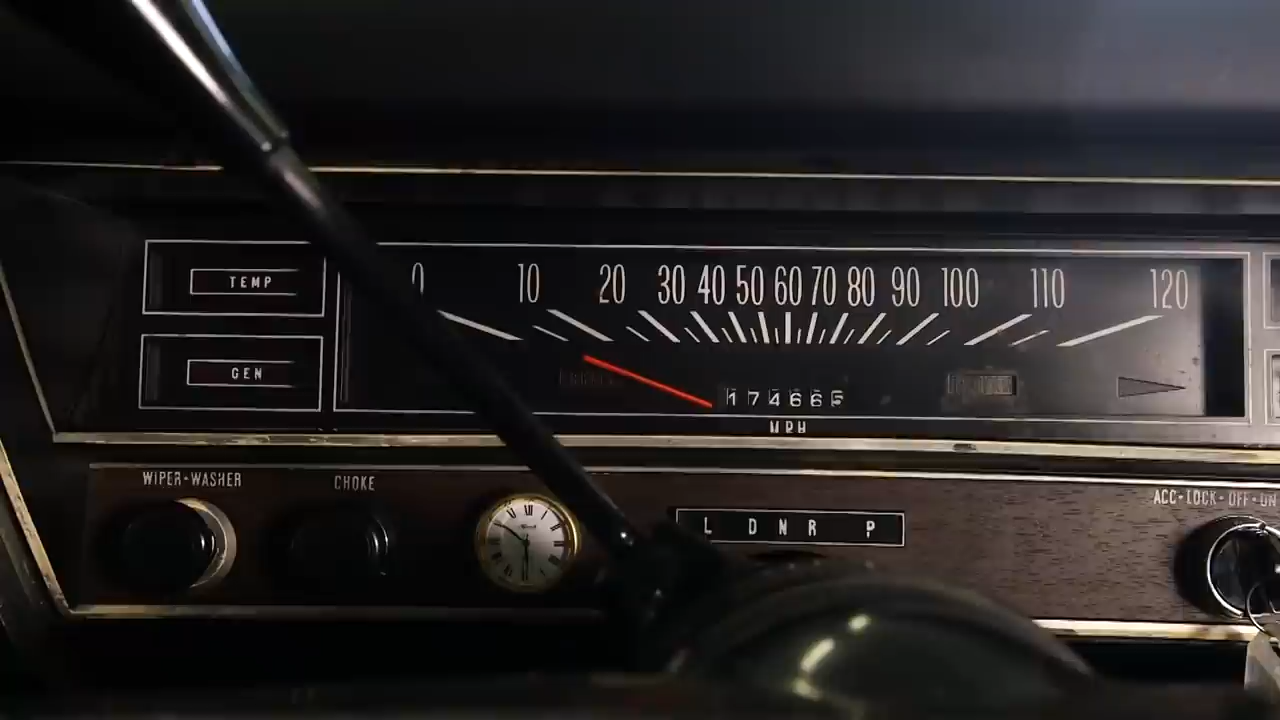 0 10 20 30 40 50 60 70 80 90 100 110 120
TEMP
GEN
174665
MPH
WIPER-WASHER
CHOKE
ACC-LOCK-OFF-ON
L D N R P